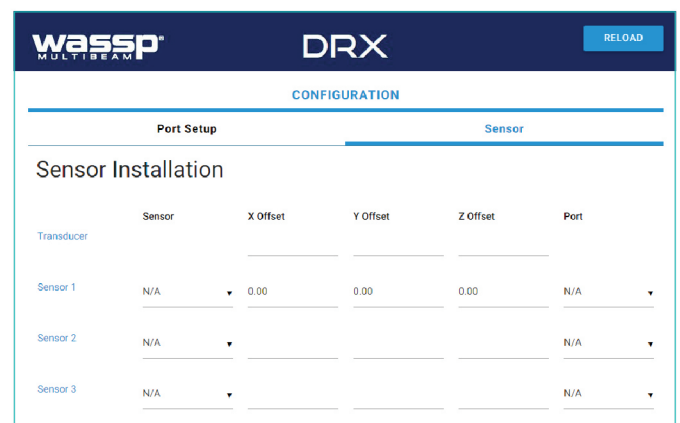 wassp®
MULTIBEAM
DRX
RELOAD
CONFIGURATION
Port Setup Sensor
Sensor Installation
Sensor X Offset Y Offset Z Offset Port
Transducer
Sensor 1 N/A 0.00 0.00 0.00 N/A
Sensor 2 N/A N/A
Sensor 3 N/A N/A